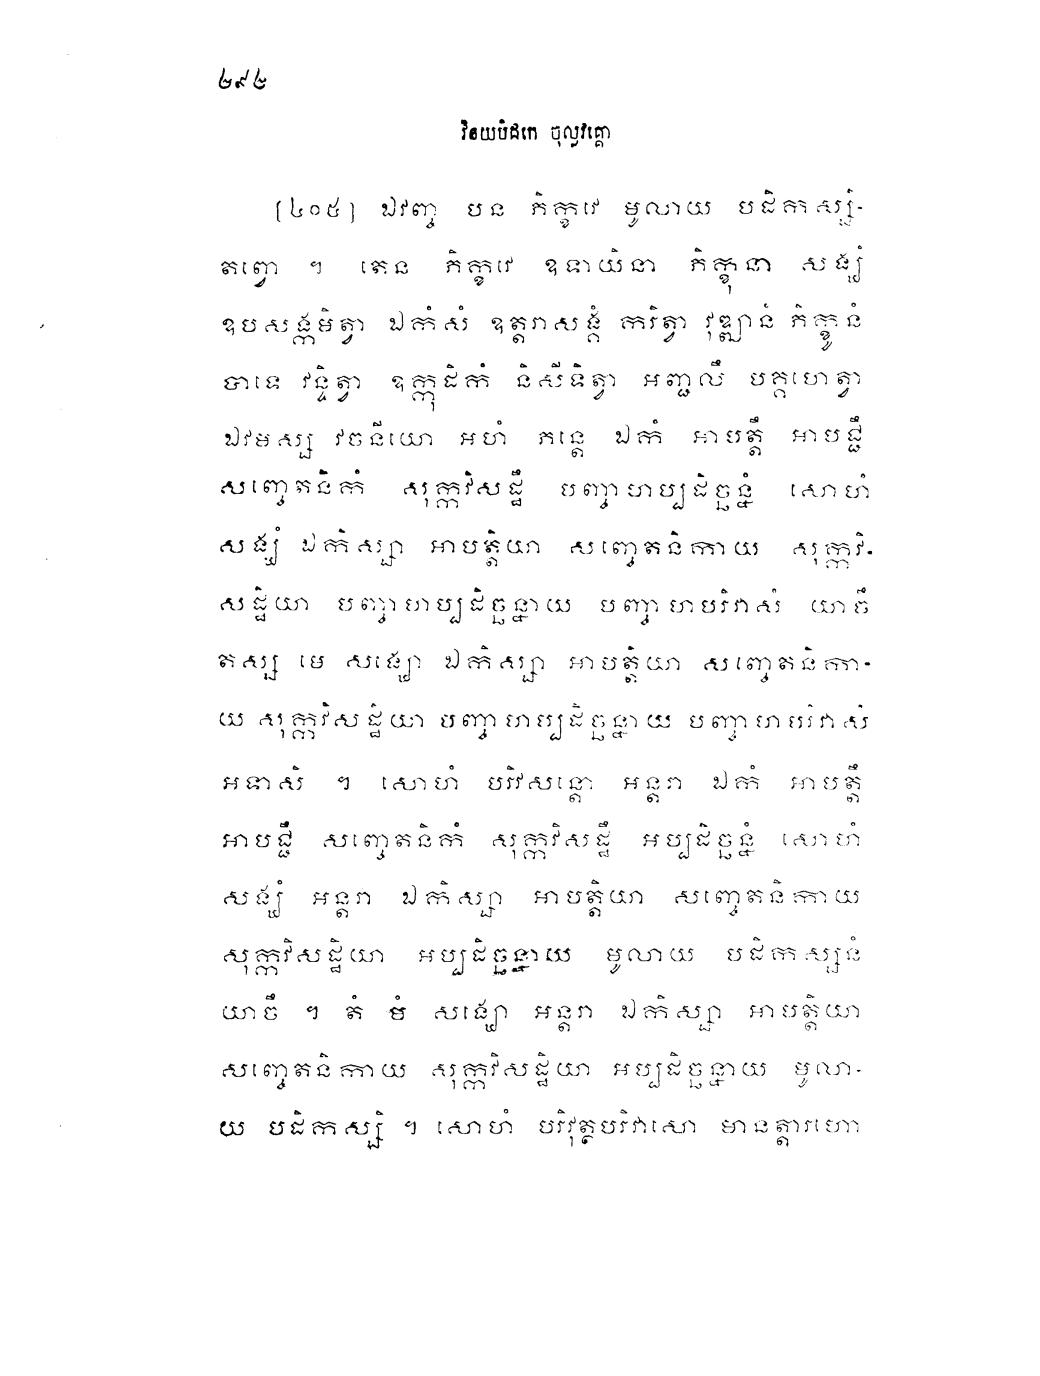 ២៩២
វិនយបិដកេ ចុល្លវគ្គោ
[៤០៥] ឯវញ្ច បន ភិក្ខវេ មូលាយ បដិកស្សិ-
តព្វោ ។ តេន ភិក្ខវេ ឧទាយិនា ភិក្ខុនា សង្ឃំ
ឧបសង្កមិត្វា ឯកំសំ ឧត្តរាសង្គំ ករិត្វា វុឌ្ឍានំ ភិក្ខូនំ
បាទេ វន្ទិត្វា ឧក្កុដិកំ និសីទិត្វា អញ្ជលឹ បគ្គហេត្វា
ឯវមស្ស វចនីយោ អហំ ភន្តេ ឯកំ អាបត្តឹ អាបជ្ជឹ
សញ្ចេតនិកំ សុក្កវិសដ្ឋឹ បញ្ចាហប្បដិច្ឆន្នំ សោហំ
សង្ឃំ ឯកិស្សា អាបត្តិយា សញ្ចេតនិកាយ សុក្កវិ-
សដ្ឋិយា បញ្ចាហប្បដិច្ឆន្នាយ បញ្ចាហបរិវាសំ យាចឹ
តស្ស មេ សង្ឃោ ឯកិស្សា អាបត្តិយា សញ្ចេតនិកា-
យ សុក្កវិសដ្ឋិយា បញ្ចាហប្បដិច្ឆន្នាយ បញ្ចាហបរិវាសំ
អទាសិ ។ សោហំ បរិវសន្តោ អន្តរា ឯកំ អាបត្តឹ
អាបជ្ជឹ សញ្ចេតនិកំ សុក្កវិសដ្ឋឹ អប្បដិច្ឆន្នំ សោហំ
សង្ឃំ អន្តរា ឯកិស្សា អាបត្តិយា សញ្ចេតនិកាយ
សុក្កវិសដ្ឋិយា អប្បដិច្ឆន្នាយ មូលាយ បដិកស្សនំ
យាចឹ ។ តំ មំ សង្ឃោ អន្តរា ឯកិស្សា អាបត្តិយា
សញ្ចេតនិកាយ សុក្កវិសដ្ឋិយា អប្បដិច្ឆន្នាយ មូលា-
យ បដិកស្សិ ។ សោហំ បរិវុត្ថបរិវាសោ មានត្តារហោ